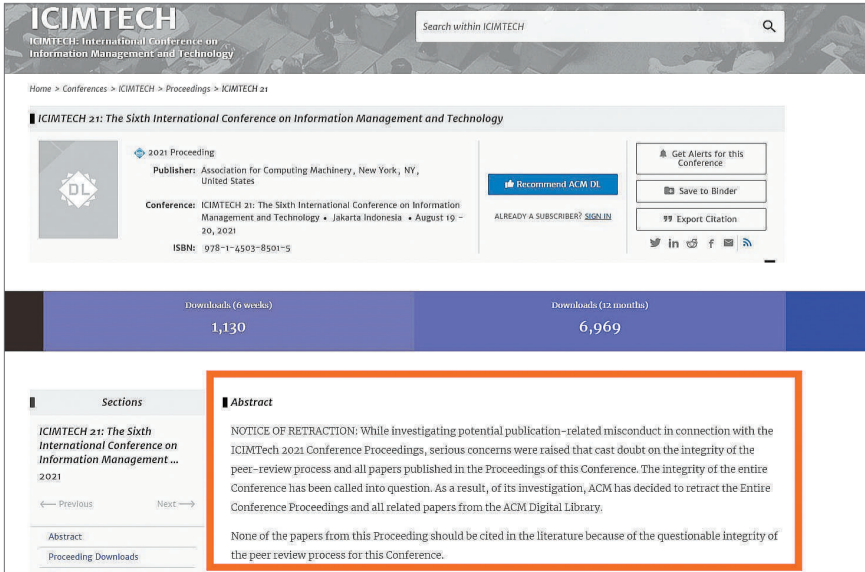 ICIMTECH
ICIMTECH: International Conference on
Information Management and Technology
Search within ICIMTECH
Home > Conferences > ICIMTECH > Proceedings > ICIMTECH 21
ICIMTECH 21: The Sixth International Conference on Information Management and Technology
DL
2021 Proceeding
Publisher: Association for Computing Machinery, New York, NY,
United States
Conference: ICIMTECH 21: The Sixth International Conference on Information
Management and Technology • Jakarta Indonesia • August 19 –
20, 2021
ISBN: 978-1-4503-8501-5
Recommend ACM DL
ALREADY A SUBSCRIBER? SIGN IN
Get Alerts for this
Conference
Save to Binder
Export Citation
Downloads (6 weeks)
1,130
Downloads (12 months)
6,969
Sections
ICIMTECH 21: The Sixth
International Conference on
Information Management ...
2021
← Previous
Next →
Abstract
Proceeding Downloads
Abstract
NOTICE OF RETRACTION: While investigating potential publication-related misconduct in connection with the
ICIMTech 2021 Conference Proceedings, serious concerns were raised that cast doubt on the integrity of the
peer-review process and all papers published in the Proceedings of this Conference. The integrity of the entire
Conference has been called into question. As a result, of its investigation, ACM has decided to retract the Entire
Conference Proceedings and all related papers from the ACM Digital Library.
None of the papers from this Proceeding should be cited in the literature because of the questionable integrity of
the peer review process for this Conference.